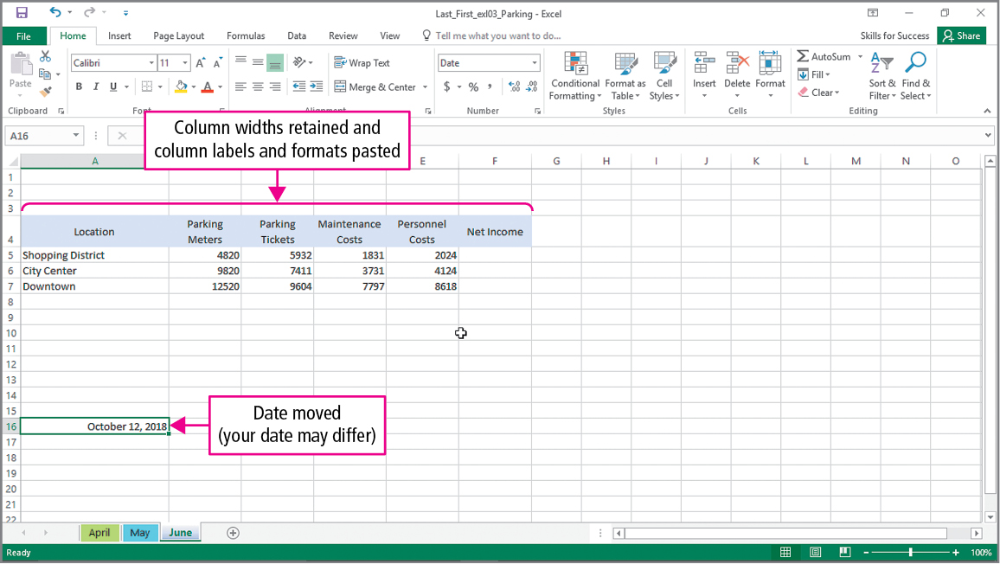 Last_First_exl03_Parking - Excel
File Home Insert Page Layout Formulas Data Review View Tell me what you want to do... Skills for Success Share
Paste
Calibri 11
Wrap Text
Date
Conditional Formatting
Format as Table
Cell Styles
Insert Delete Format
AutoSum
Fill
Clear
Sort & Filter
Find & Select
B I U
Merge & Center
$ % ,
.00
Clipboard Font Alignment Number Styles Cells Editing
A16
Column widths retained and
column labels and formats pasted
A E F G H I J K L M N O
1
2
3
4 Location Parking Meters Parking Tickets Maintenance Costs Personnel Costs Net Income
5 Shopping District 4820 5932 1831 2024
6 City Center 9820 7411 3731 4124
7 Downtown 12520 9604 7797 8618
8
9
10
11
12
13
14
15
16 October 12, 2018
Date moved
(your date may differ)
17
18
19
20
21
22
April May June
Ready 100%